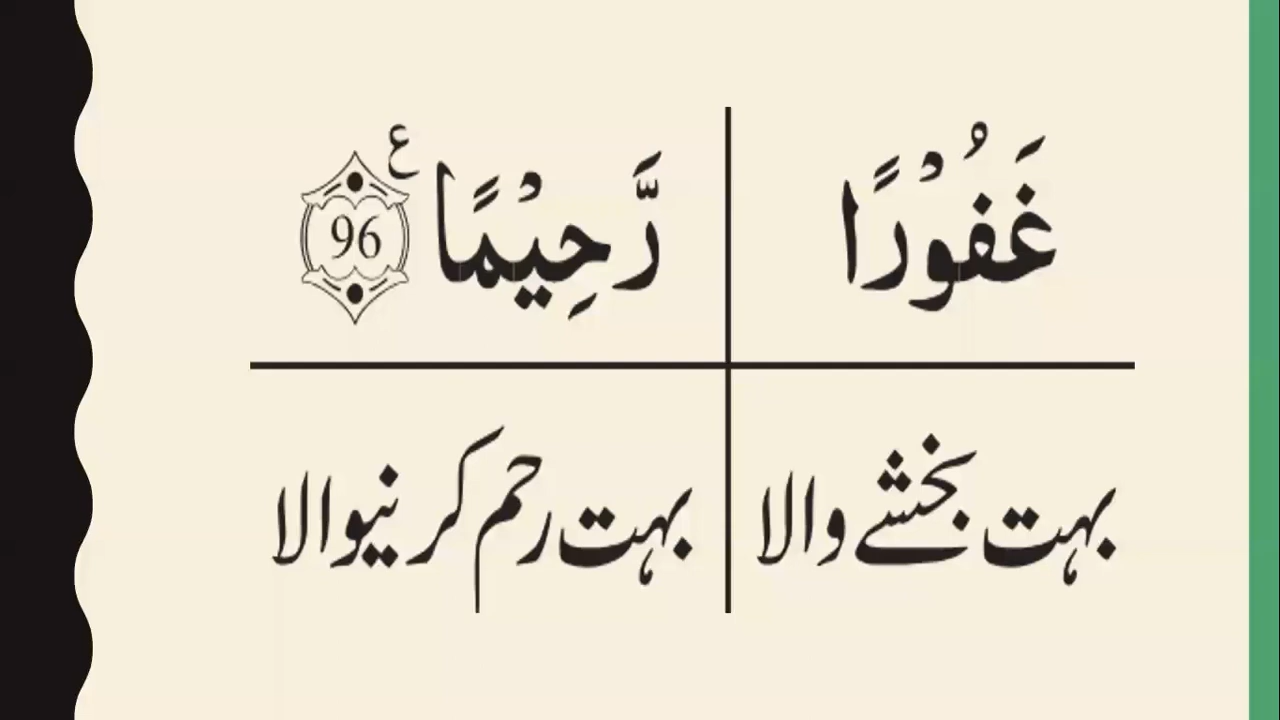 غَفُوْرًا رَّحِيْمًا ع 96
بہت بخشے والا بہت رحم کرنیوالا